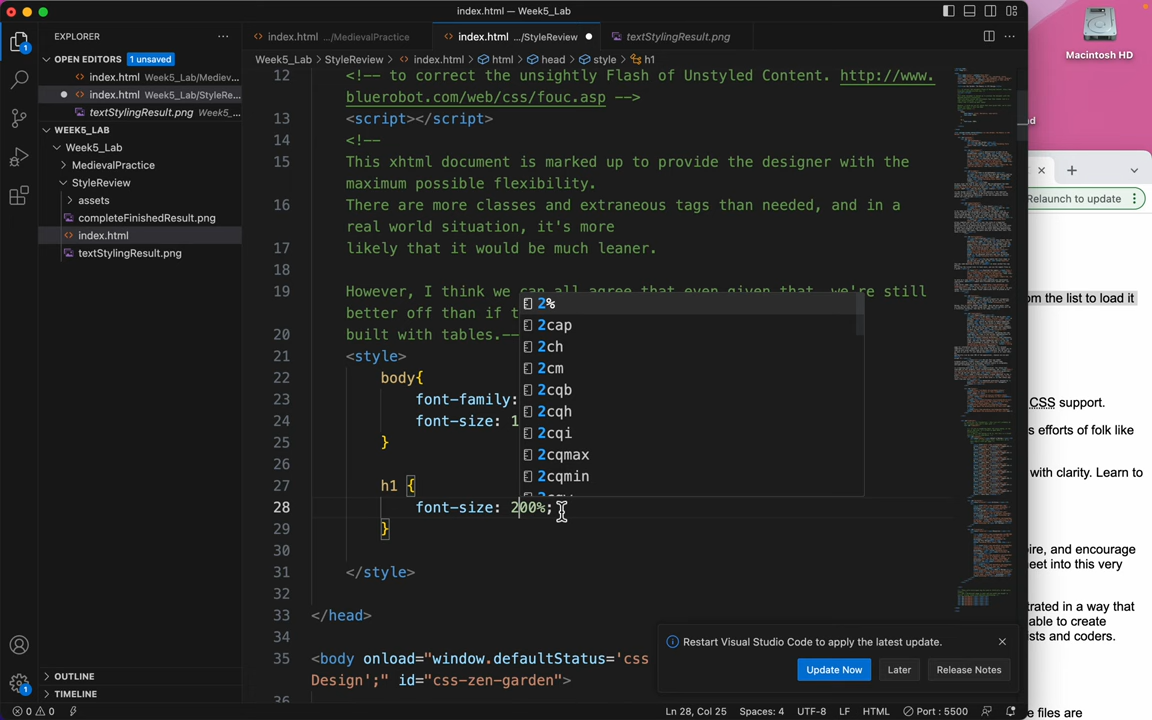 index.html — Week5_Lab
EXPLORER
OPEN EDITORS 1 unsaved
index.html Week5_Lab/Mediev...
index.html Week5_Lab/StyleRe...
textStylingResult.png Week5_...
WEEK5_LAB
Week5_Lab
MedievalPractice
StyleReview
assets
completeFinishedResult.png
index.html
textStylingResult.png
OUTLINE
TIMELINE
index.html .../MedievalPractice
index.html .../StyleReview
textStylingResult.png
Week5_Lab > StyleReview > index.html > html > head > style > h1
12 <!-- to correct the unsightly Flash of Unstyled Content. http://www.
bluerobot.com/web/css/fouc.asp -->
13 <script></script>
14 <!--
15 This xhtml document is marked up to provide the designer with the
maximum possible flexibility.
16 There are more classes and extraneous tags than needed, and in a
real world situation, it's more
17 likely that it would be much leaner.
18
19 However, I think we can all agree that even given that, we're still
better off than if t
20 built with tables.--
21 <style>
22 body{
23 font-family:
24 font-size: 1
25 }
26
27 h1 {
28 font-size: 200%;
29 }
30
31 </style>
32
33 </head>
34
35 <body onload="window.defaultStatus='css
Design';" id="css-zen-garden">
36
2%
2cap
2ch
2cm
2cqb
2cqh
2cqi
2cqmax
2cqmin
Restart Visual Studio Code to apply the latest update.
Update Now
Later
Release Notes
0 0
Ln 28, Col 25
Spaces: 4
UTF-8
LF
HTML
Port : 5500
Macintosh HD
Relaunch to update
om the list to load it
CSS support.
s efforts of folk like
with clarity. Learn to
ire, and encourage
eet into this very
trated in a way that
able to create
sts and coders.
e files are